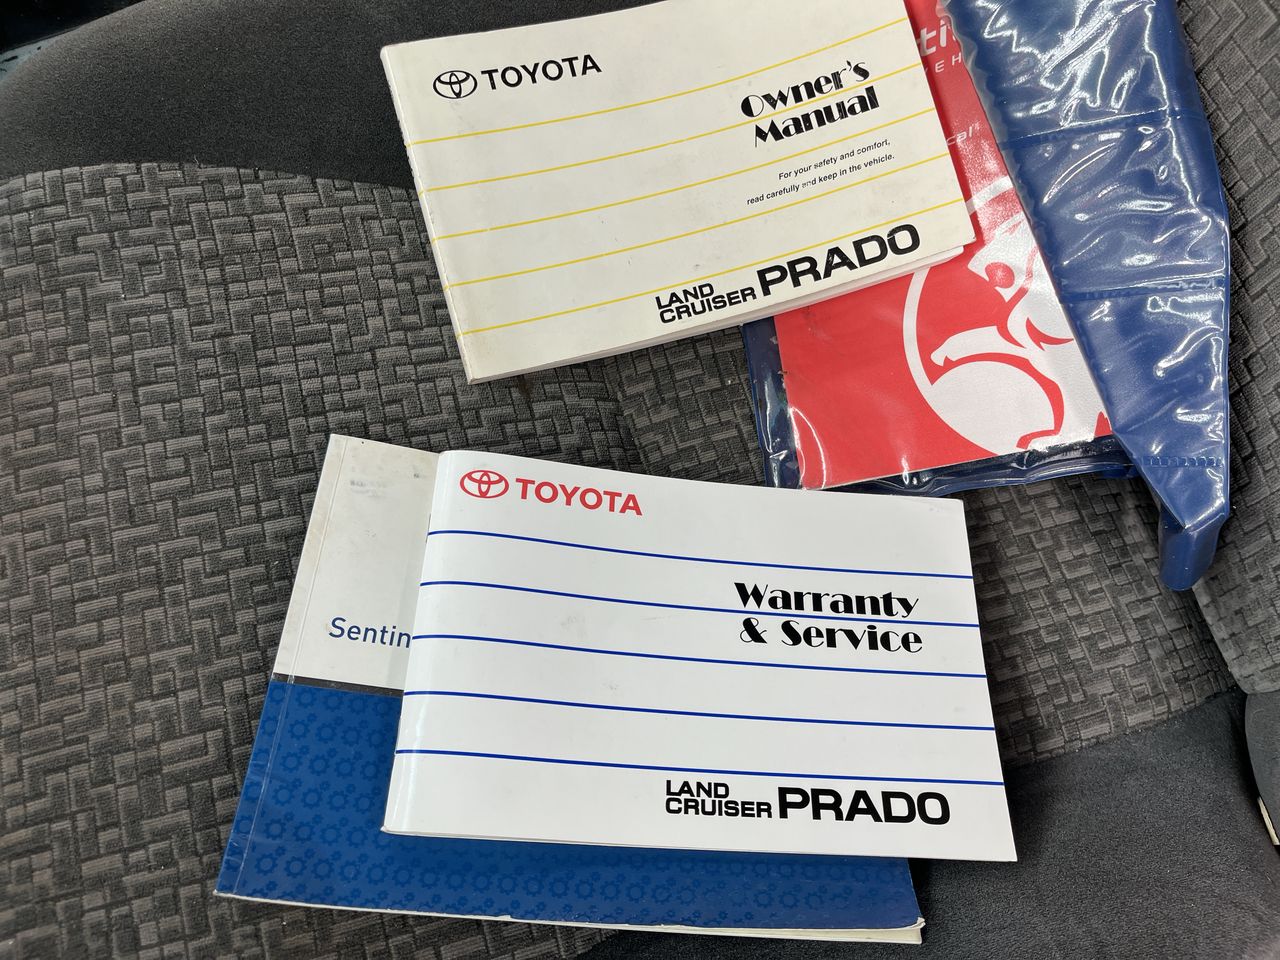 TOYOTA
Owner's
Manual
For your safety and comfort,
read carefully and keep in the vehicle.
LAND
CRUISER PRADO
TOYOTA
Warranty
& Service
Sentin
LAND
CRUISER PRADO